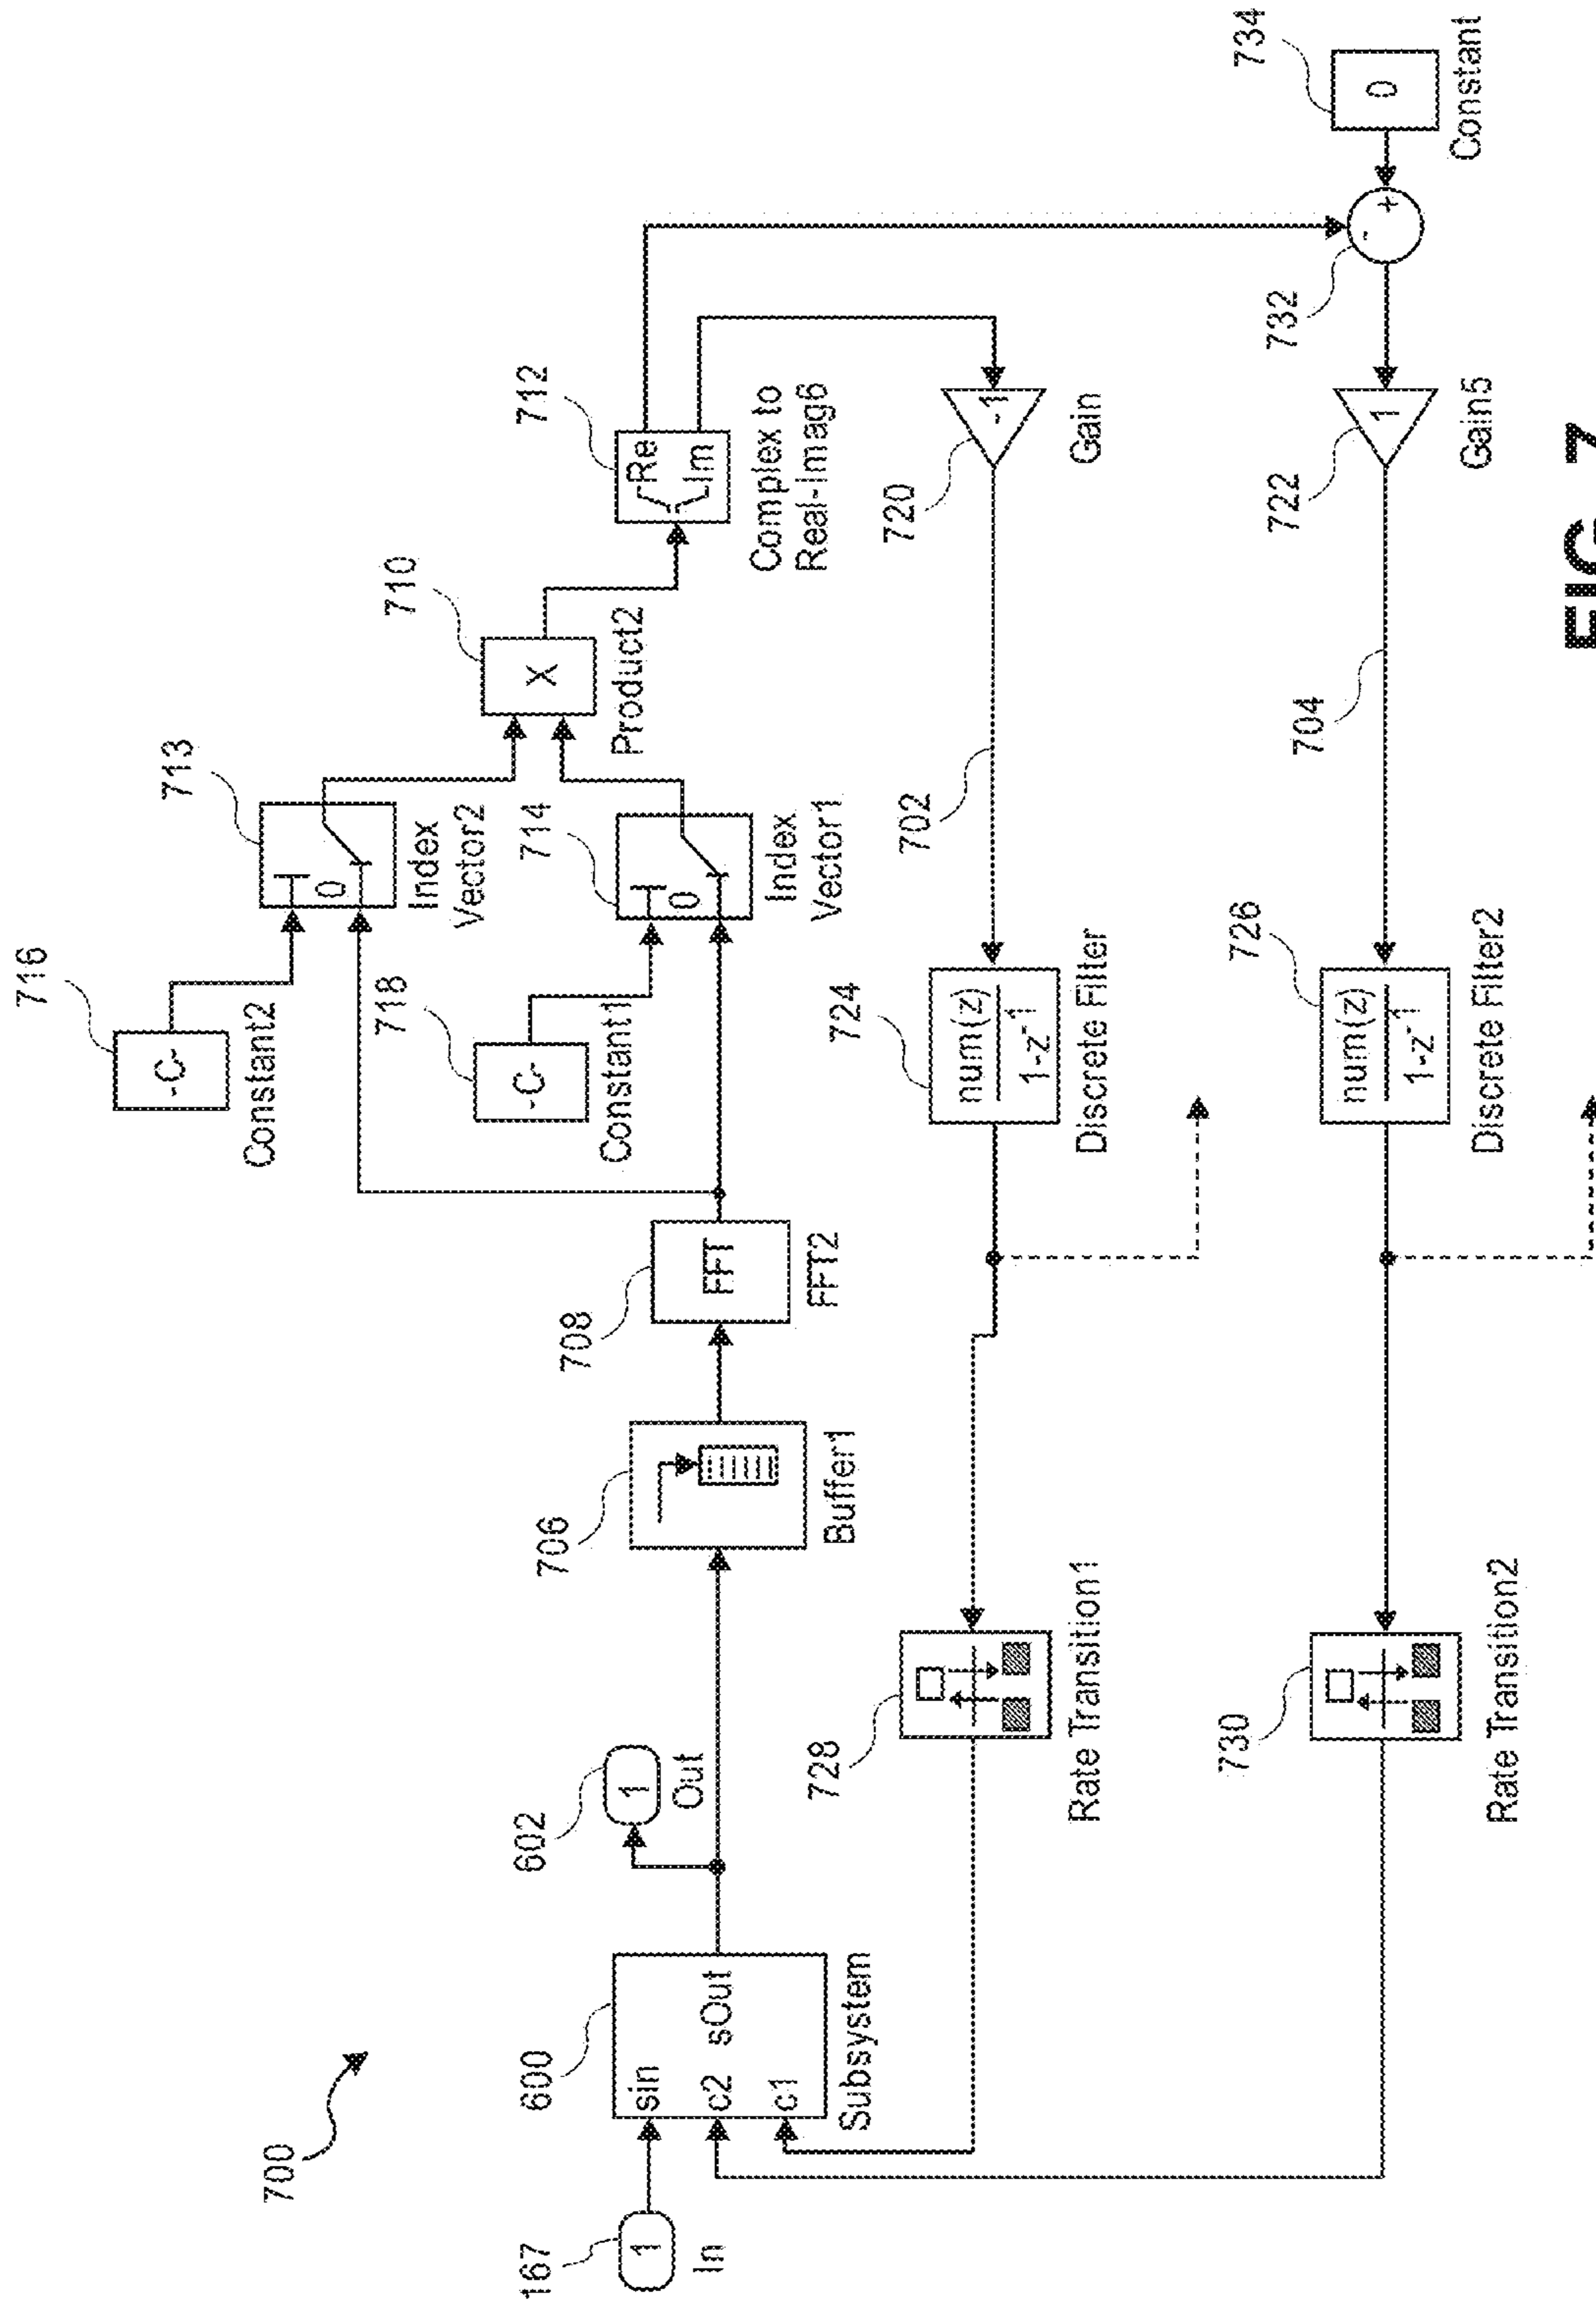 700
167
1
In
600
sin
c2
sOut
c1
Subsystem
602
1
Out
706
Buffer1
708
FFT
FFT2
716
-C-
Constant2
718
-C-
Constant1
713
0
Index
Vector2
714
0
Index
Vector1
710
X
Product2
712
Re
Im
Complex to
Real-Imag6
720
-1
Gain
702
724
num(z)
1-z-1
Discrete Filter
728
Rate Transition1
734
0
Constant
732
-
+
722
1
Gain5
704
726
num(z)
1-z-1
Discrete Filter2
730
Rate Transition2
FIG. 7